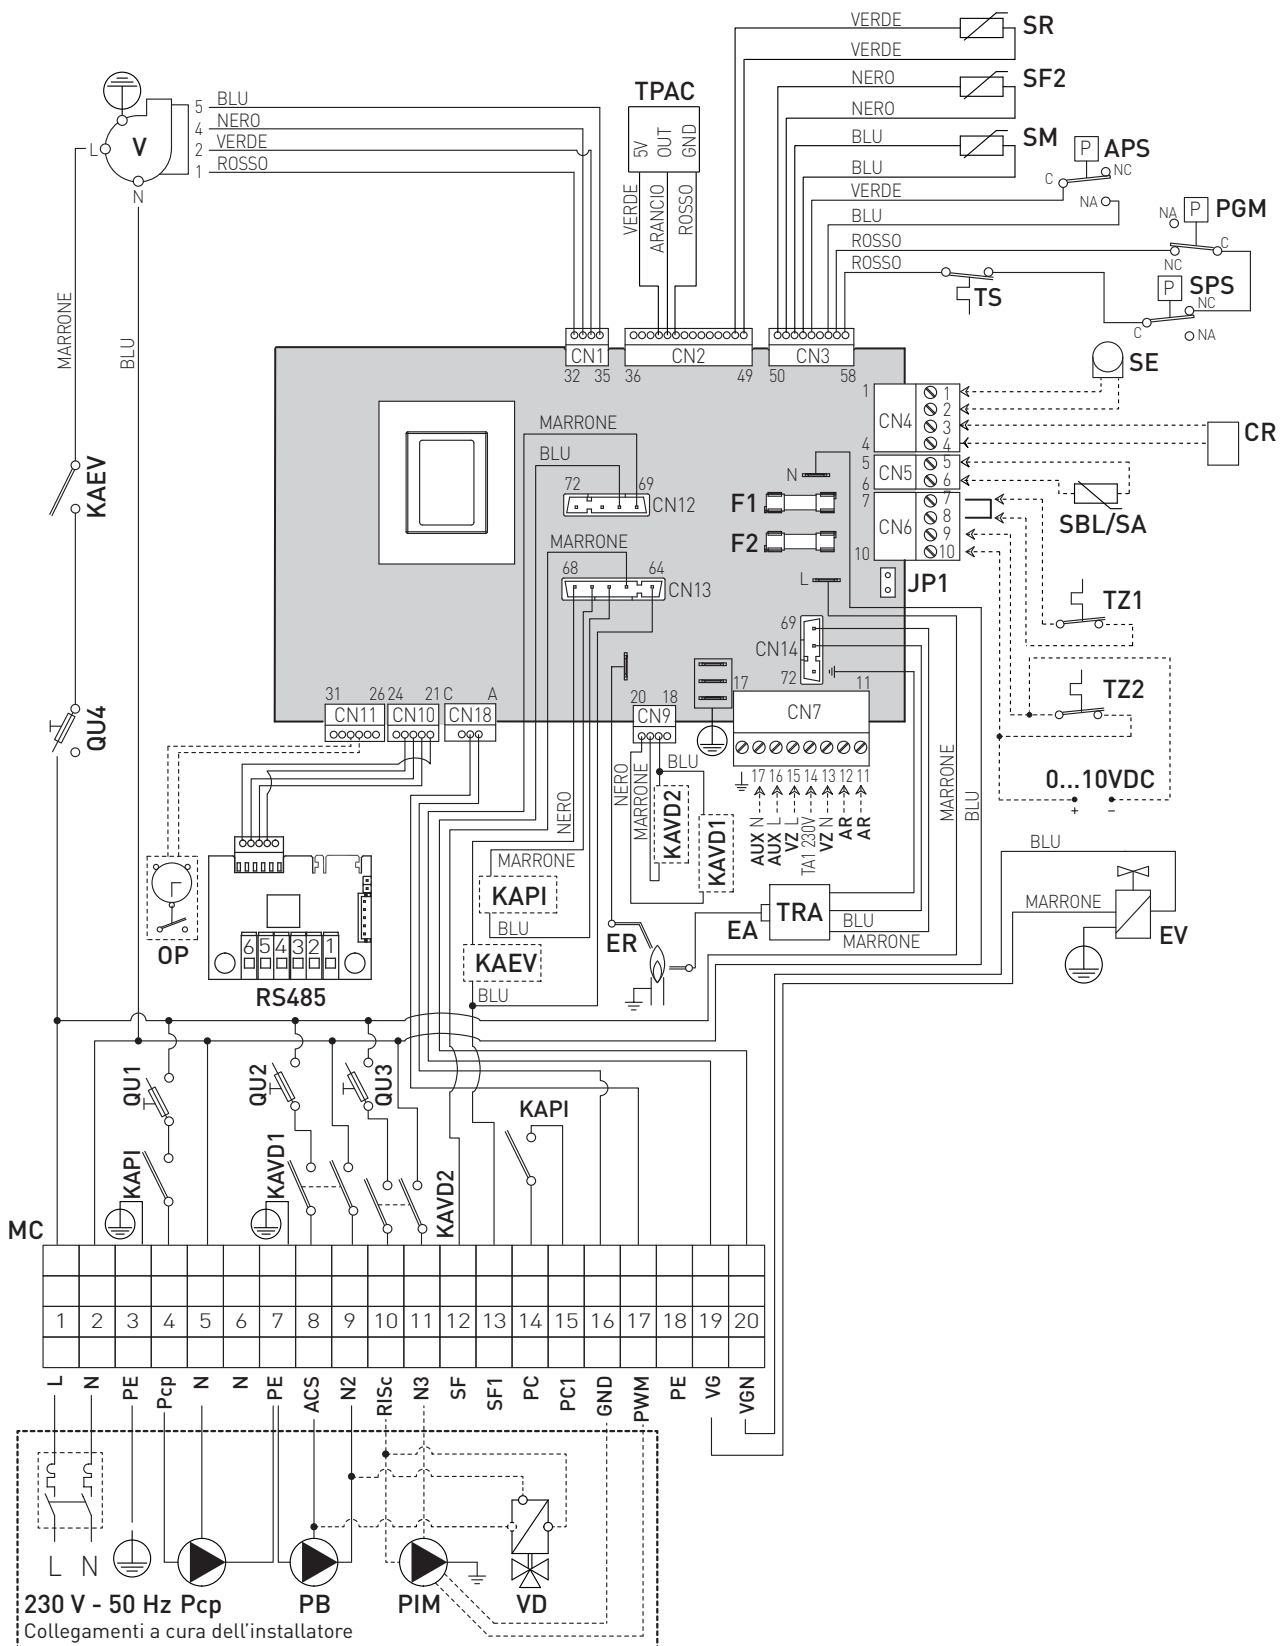 VERDE
SR
VERDE
NERO
SF2
NERO
TPAC
5V
OUT
GND
BLU
SM
BLU
P
APS
C
NC
NA
VERDE
BLU
ROSSO
ROSSO
NA
P
PGM
C
NC
P
SPS
NC
C
NA
TS
5 BLU
4 NERO
2 VERDE
1 ROSSO
L
V
N
VERDE
ARANCIO
ROSSO
MARRONE
BLU
CN1
32 35
CN2
36 49
CN3
50 58
SE
CR
1
CN4
4
1
2
3
4
5
CN5
6
5
6
7
CN6
10
7
8
9
10
SBL/SA
JP1
TZ1
TZ2
0...10VDC
+ -
MARRONE
BLU
72 69
CN12
MARRONE
68 64
CN13
N
F1
F2
L
69
CN14
72
KAEV
QU4
31 26
CN11
24 21
CN10
C A
CN18
20 18
CN9
17 11
CN7
17 16 15 14 13 12 11
AUX N
AUX L
VZ L
TA1 230V
VZ N
AR
AR
NERO
MARRONE
BLU
KAVD2
KAVD1
NERO
MARRONE
KAPI
BLU
KAEV
BLU
MARRONE
BLU
BLU
MARRONE
EV
OP
6 5 4 3 2 1
RS485
ER
EA
TRA
BLU
MARRONE
QU1
QU2
QU3
KAPI
KAVD1
KAVD2
KAPI
MC
1 2 3 4 5 6 7 8 9 10 11 12 13 14 15 16 17 18 19 20
L
N
PE
Pcp
N
N
PE
ACS
N2
RISc
N3
SF
SF1
PC
PC1
GND
PWM
PE
VG
VGN
L N
230 V - 50 Hz Pcp
PB
PIM
VD
Collegamenti a cura dell'installatore